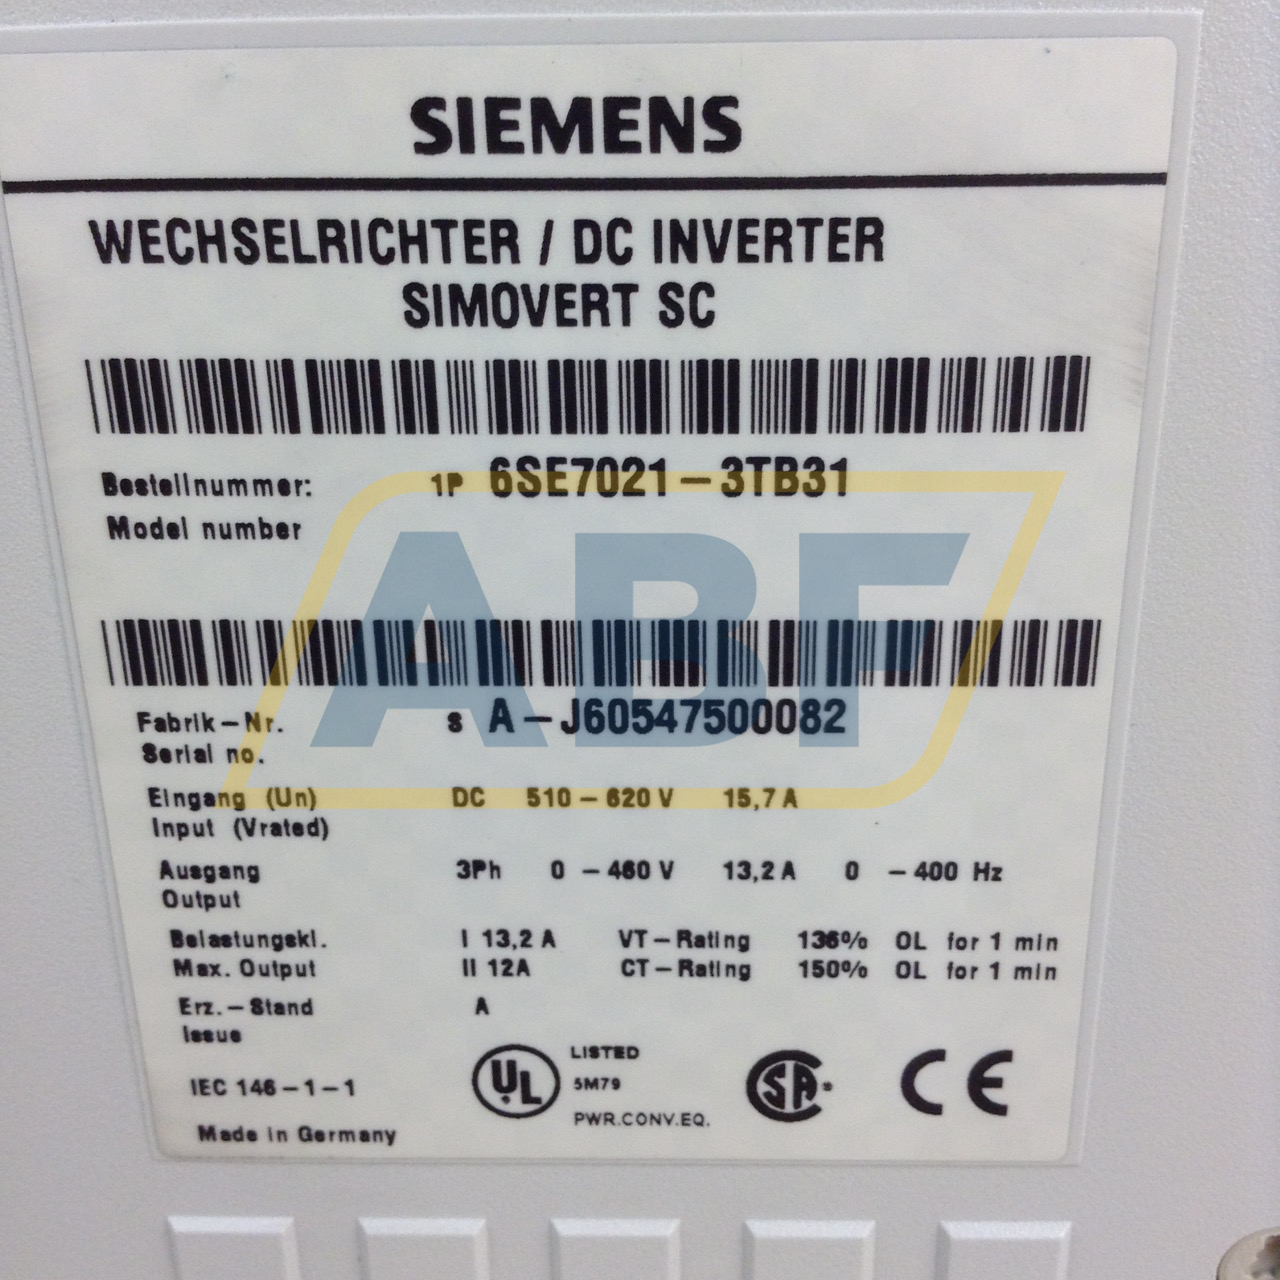 SIEMENS
WECHSELRICHTER / DC INVERTER
SIMOVERT SC
Bestellnummer: 1P 6SE7021-3TB31
Model number
ABF
Fabrik-Nr. S A-J60547500082
Serial no.
Eingang (Un) DC 510-620 V 15,7 A
Input (Vrated)
Ausgang 3Ph 0 -460 V 13,2 A 0 -400 Hz
Output
Belastungskl. I 13,2 A VT-Rating 136% OL for 1 min
Max. Output II 12A CT-Rating 150% OL for 1 min
Erz.-Stand A
Issue
IEC 146-1-1
UL LISTED
5M79
PWR.CONV.EQ.
SA
CE
Made in Germany